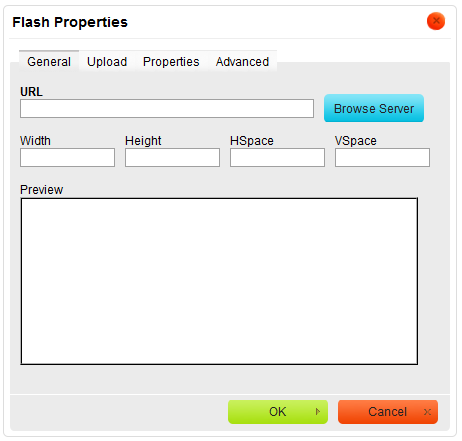 Flash Properties
General Upload Properties Advanced
URL
Browse Server
Width Height HSpace VSpace
Preview
OK Cancel